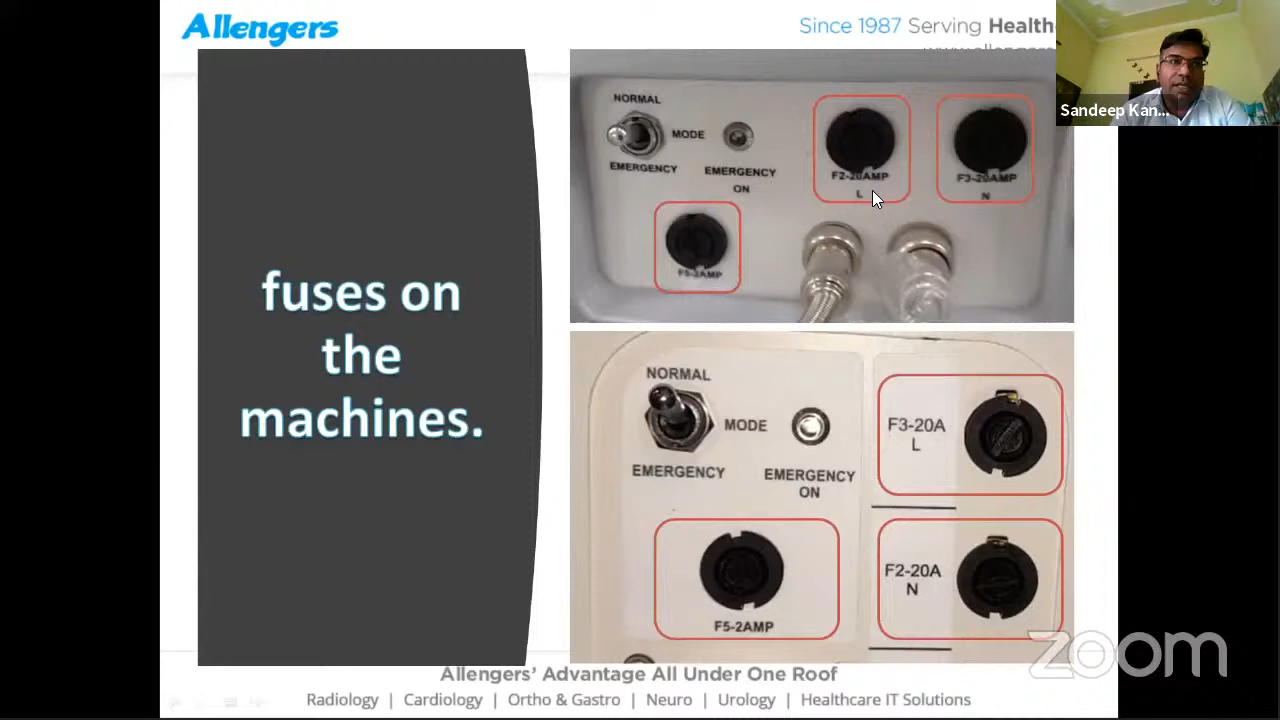 Allengers
Since 1987 Serving Health
Sandeep Kan...
fuses on
the
machines.
NORMAL
MODE
EMERGENCY
EMERGENCY
ON
F2-20AMP
L
F3-20AMP
N
F5-2AMP
NORMAL
MODE
EMERGENCY
EMERGENCY
ON
F3-20A
L
F5-2AMP
F2-20A
N
zoom
Allengers' Advantage All Under One Roof
Radiology | Cardiology | Ortho & Gastro | Neuro | Urology | Healthcare IT Solutions